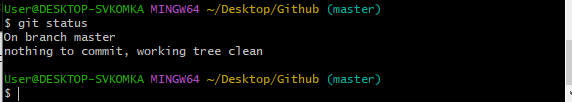 User@DESKTOP-SVKOMKA MINGW64 ~/Desktop/Github (master)
$ git status
On branch master
nothing to commit, working tree clean
User@DESKTOP-SVKOMKA MINGW64 ~/Desktop/Github (master)
$